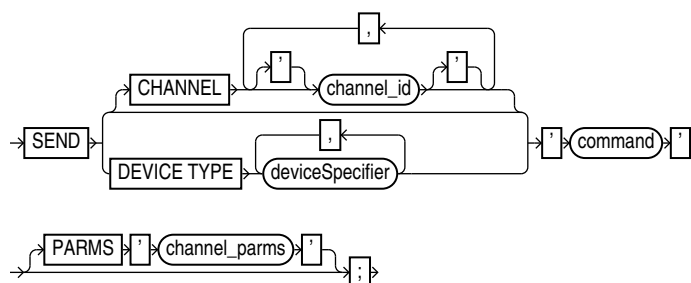 ,
CHANNEL ' channel_id '
SEND , ' command '
DEVICE TYPE deviceSpecifier
PARMS ' channel_parms '
;